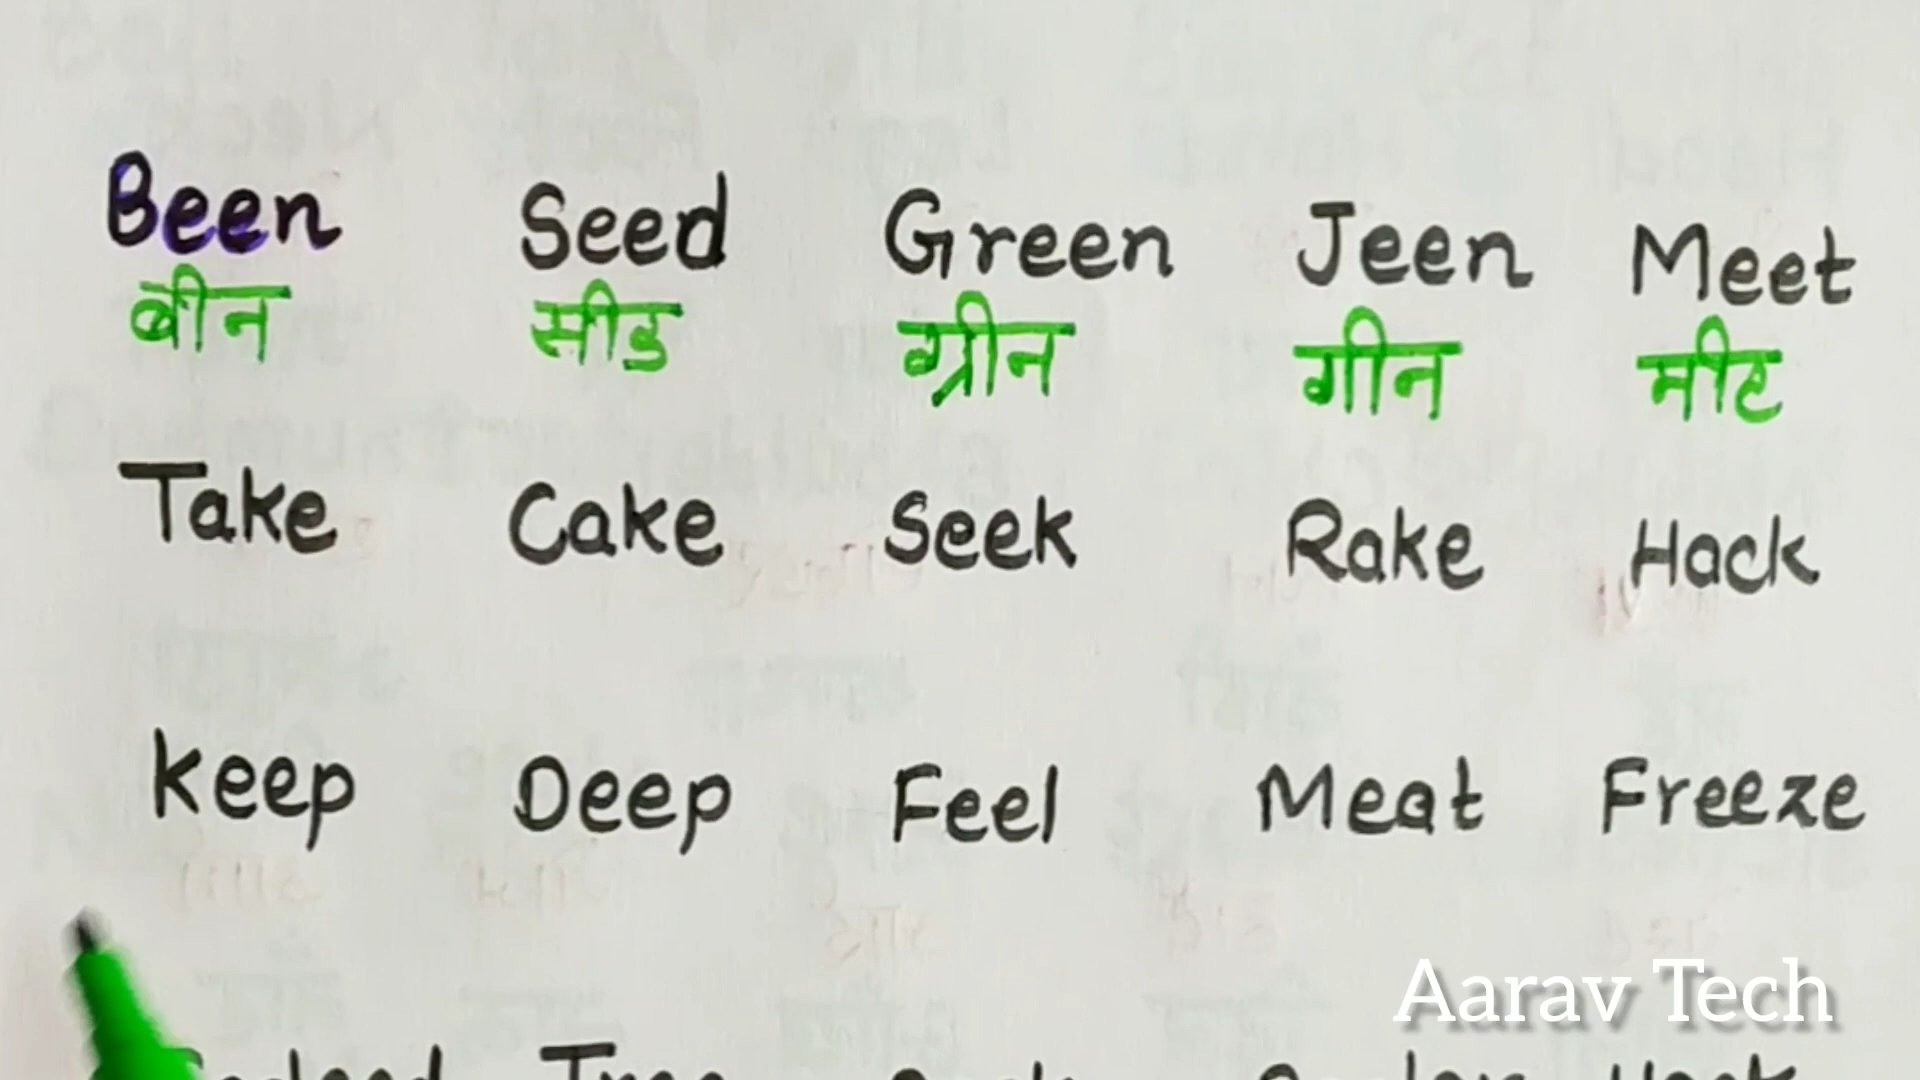 Been Seed Green Jeen Meet
बीन सीड ग्रीन गीन मीट
Take Cake Seek Rake Hack
Keep Deep Feel Meat Freeze
Aarav Tech